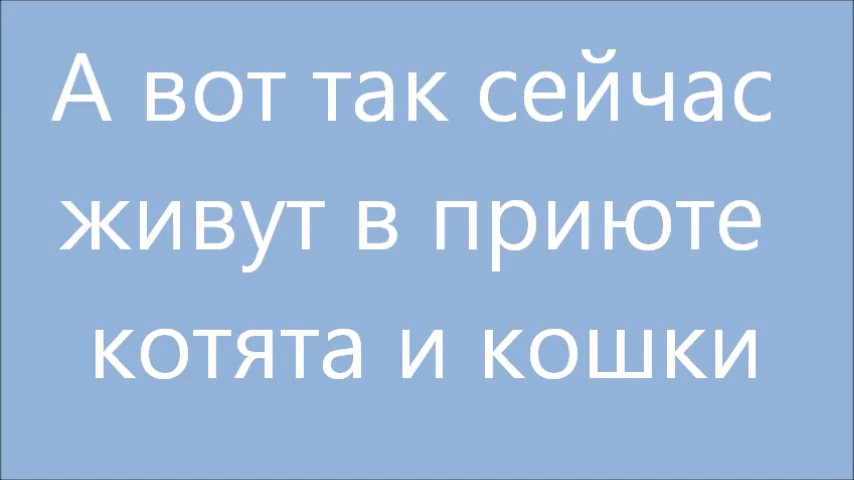 А вот так сейчас
живут в приюте
котята и кошки